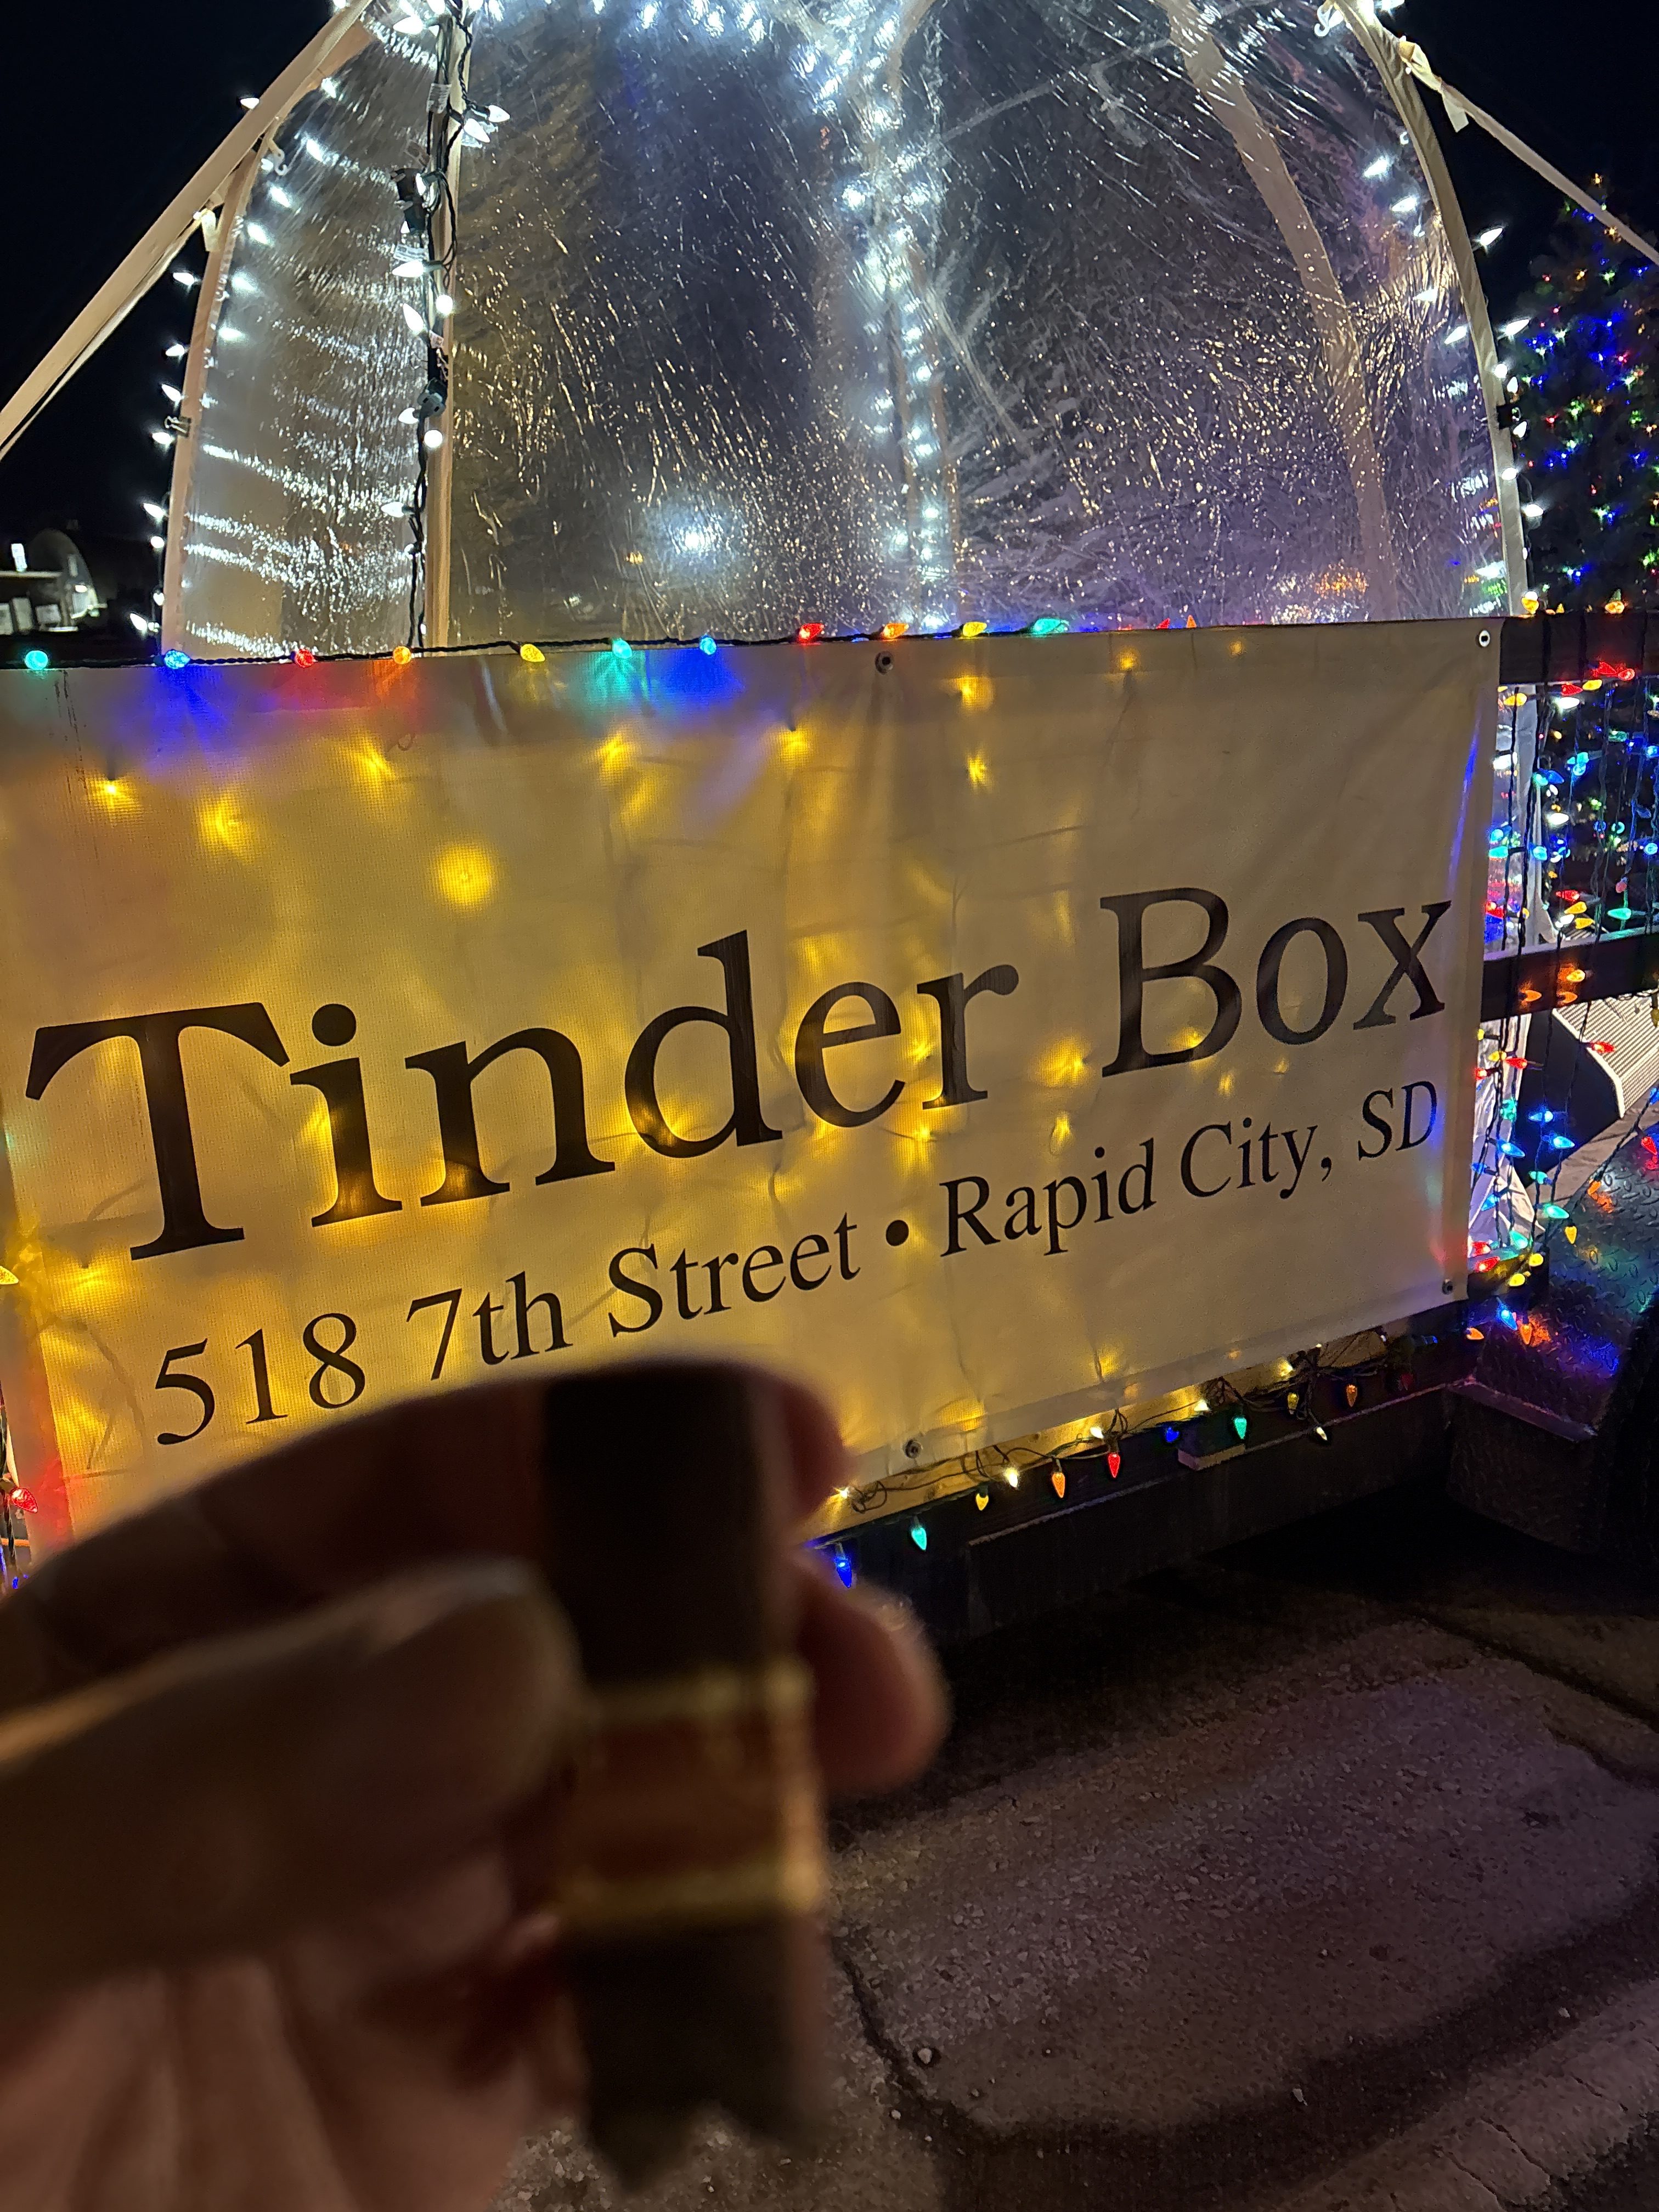 Tinder Box
518 7th Street • Rapid City, SD